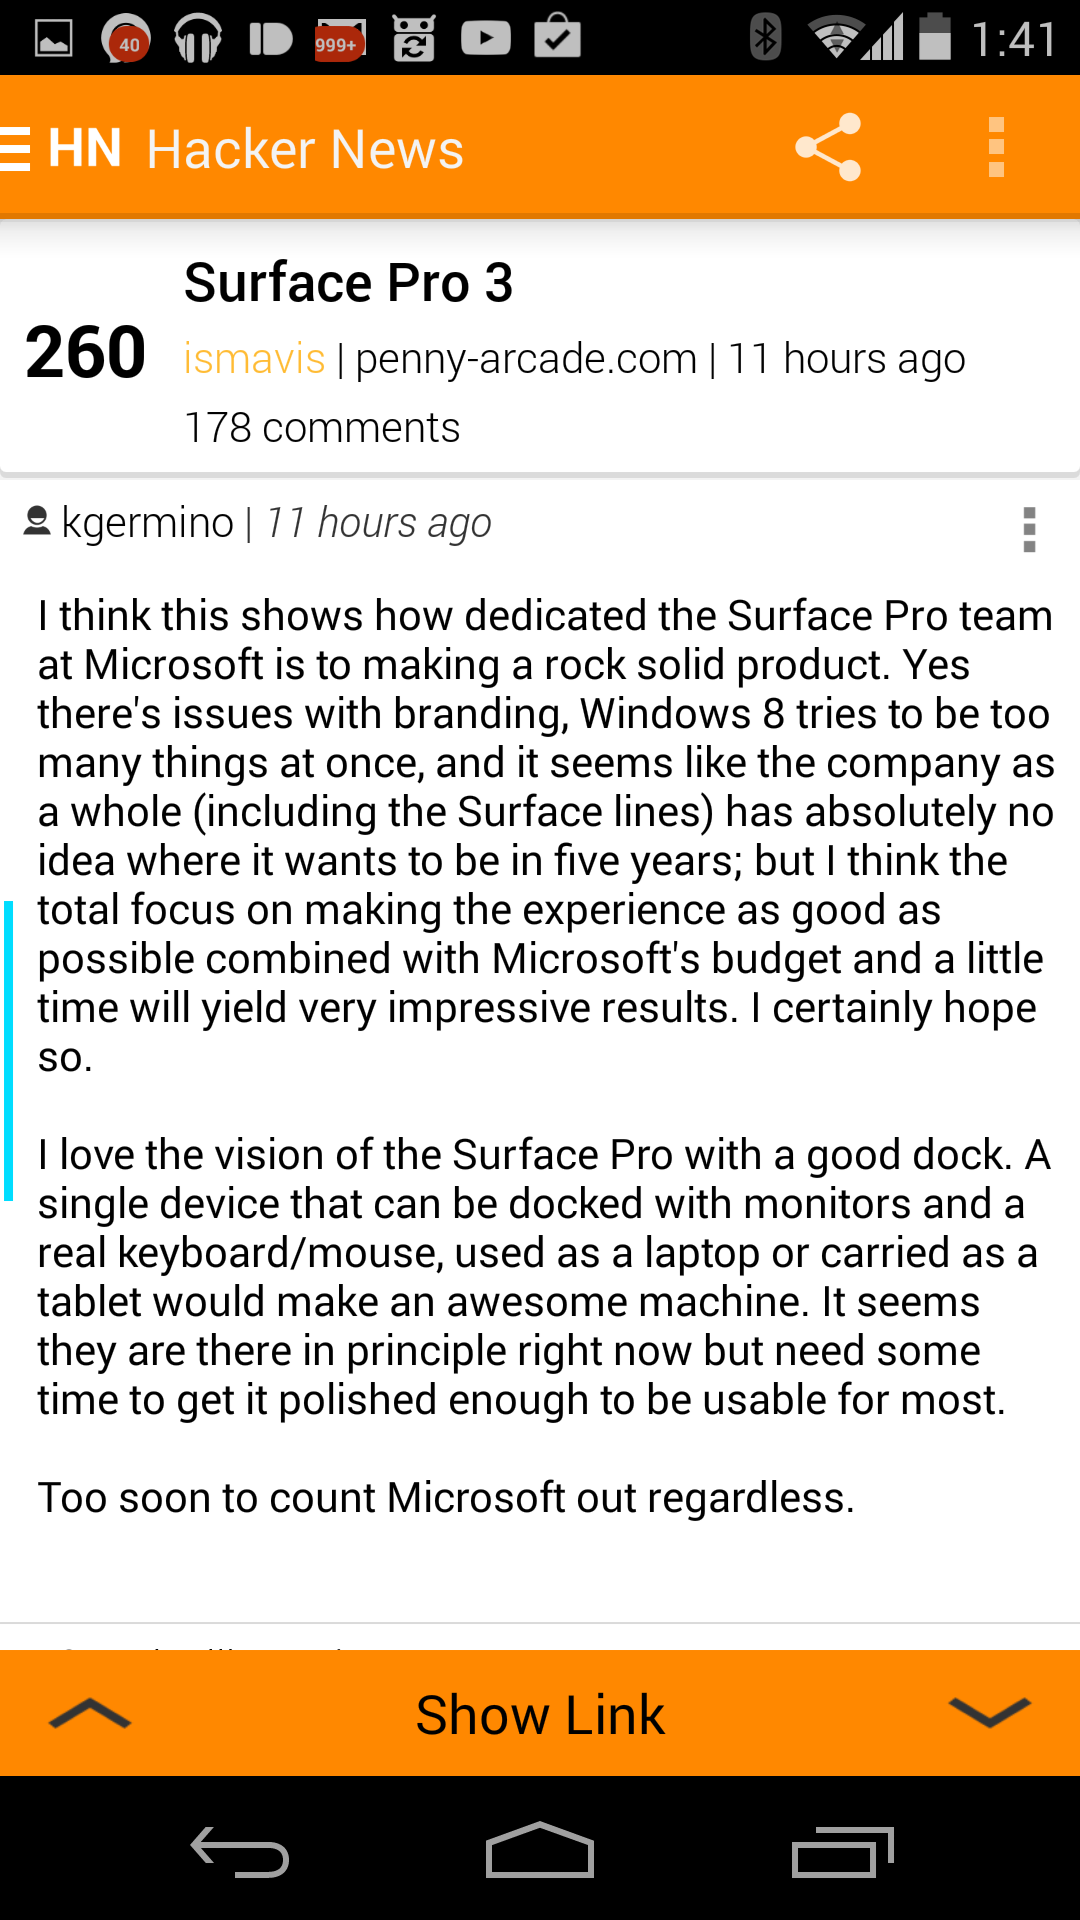 40
999+
1:41
HN Hacker News
Surface Pro 3
260
ismavis | penny-arcade.com | 11 hours ago
178 comments
kgermino | 11 hours ago
I think this shows how dedicated the Surface Pro team
at Microsoft is to making a rock solid product. Yes
there's issues with branding, Windows 8 tries to be too
many things at once, and it seems like the company as
a whole (including the Surface lines) has absolutely no
idea where it wants to be in five years; but I think the
total focus on making the experience as good as
possible combined with Microsoft's budget and a little
time will yield very impressive results. I certainly hope
so.
I love the vision of the Surface Pro with a good dock. A
single device that can be docked with monitors and a
real keyboard/mouse, used as a laptop or carried as a
tablet would make an awesome machine. It seems
they are there in principle right now but need some
time to get it polished enough to be usable for most.
Too soon to count Microsoft out regardless.
Show Link